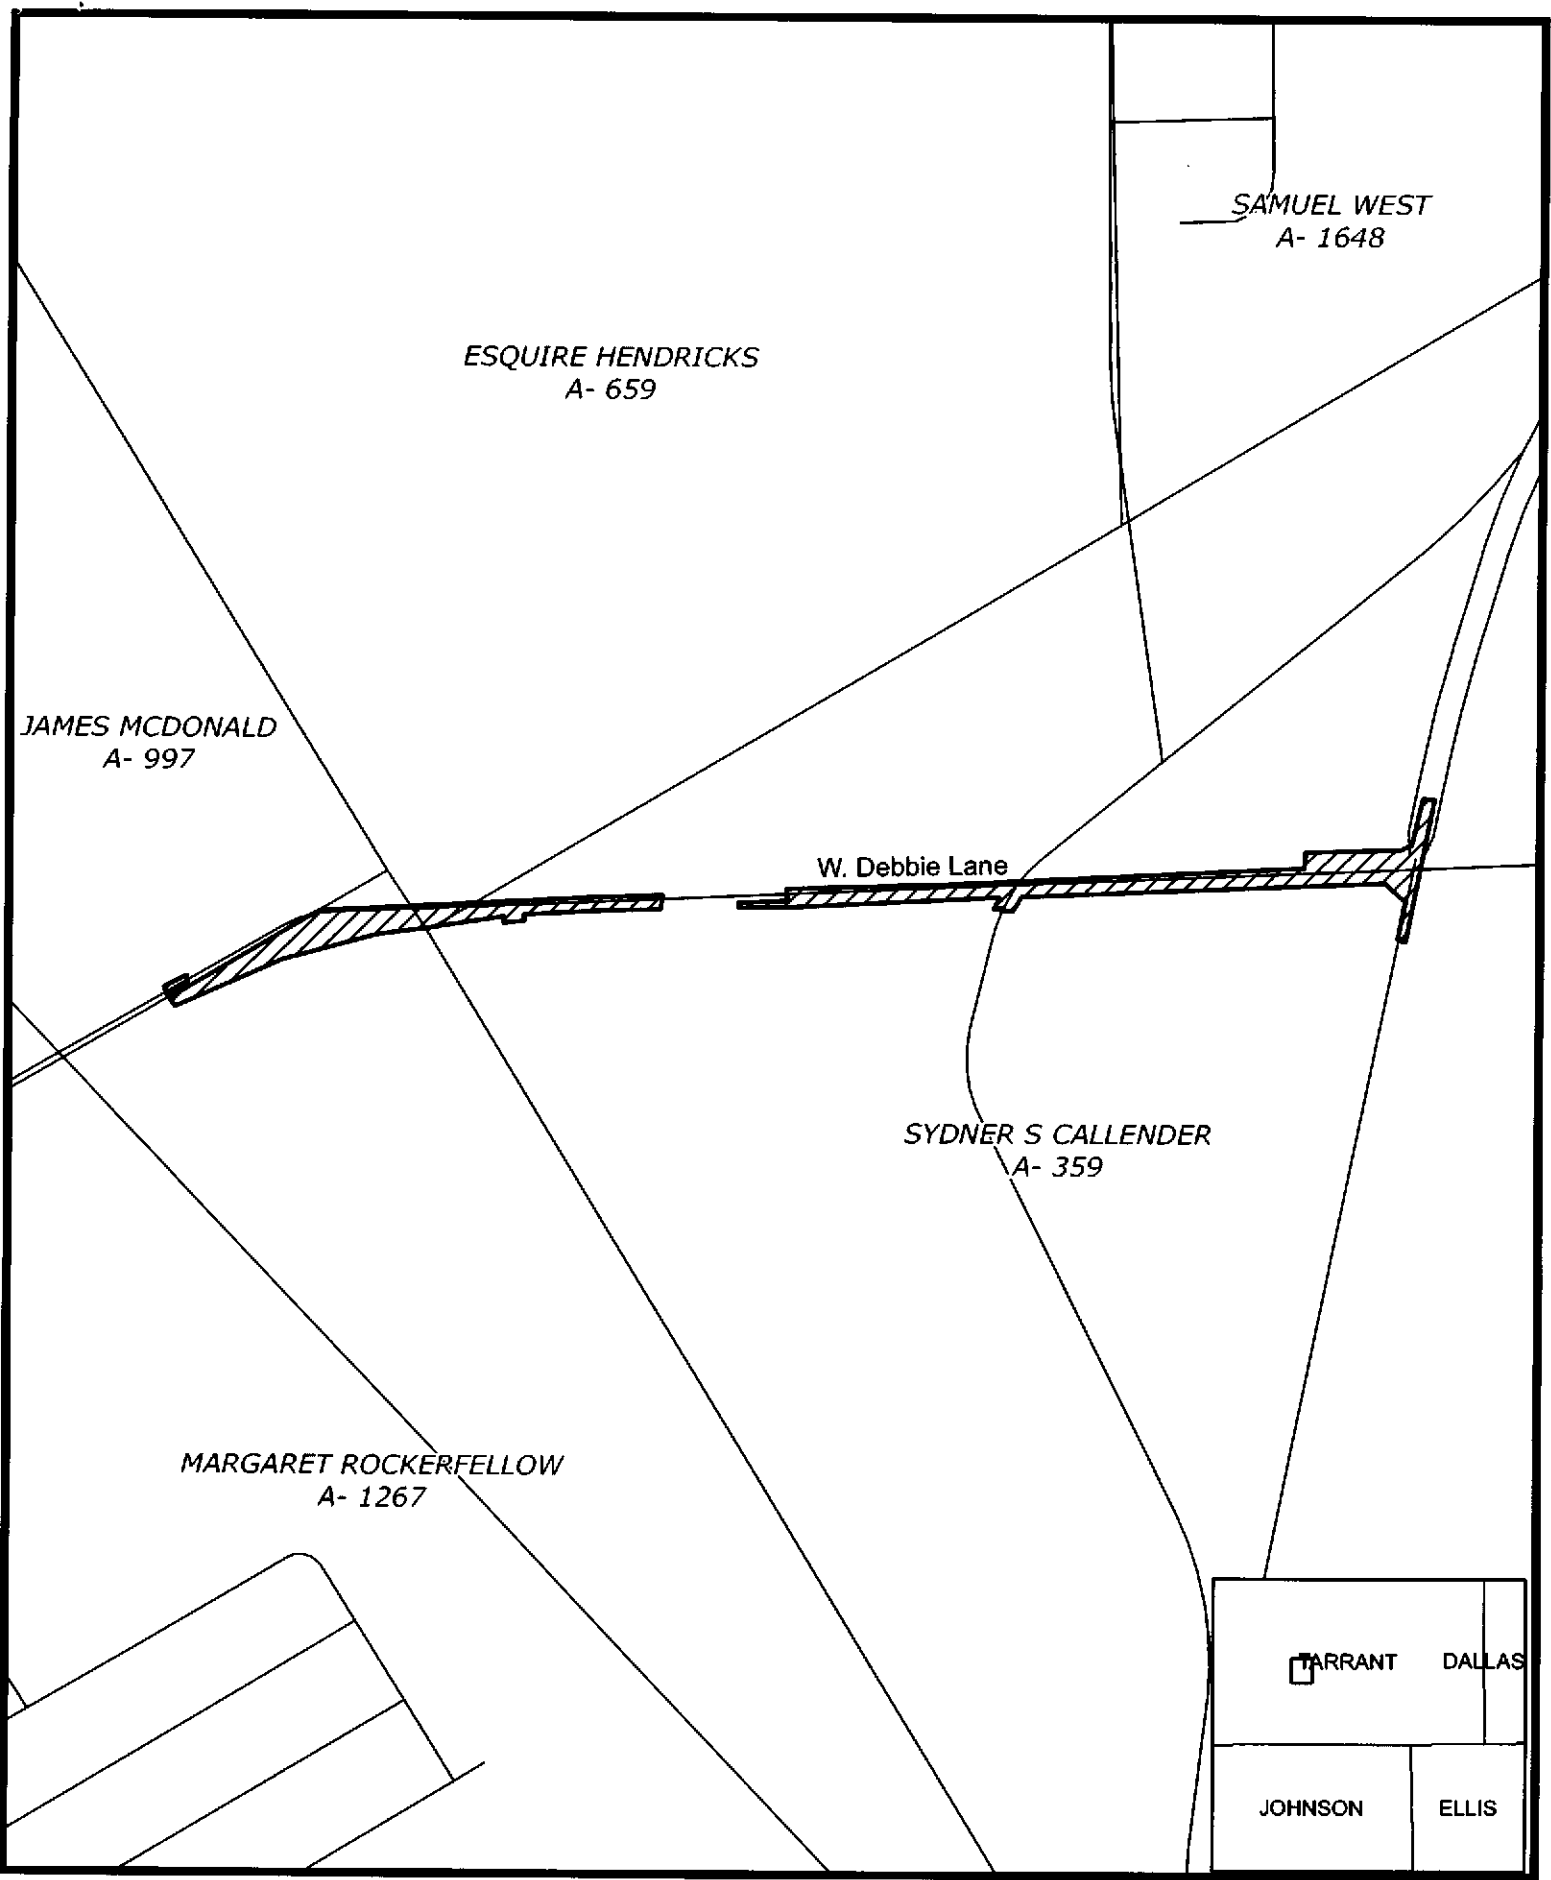 SAMUEL WEST
A- 1648
ESQUIRE HENDRICKS
A- 659
JAMES MCDONALD
A- 997
W. Debbie Lane
SYDNER S CALLENDER
A- 359
MARGARET ROCKERFELLOW
A- 1267
TARRANT
DALLAS
JOHNSON
ELLIS